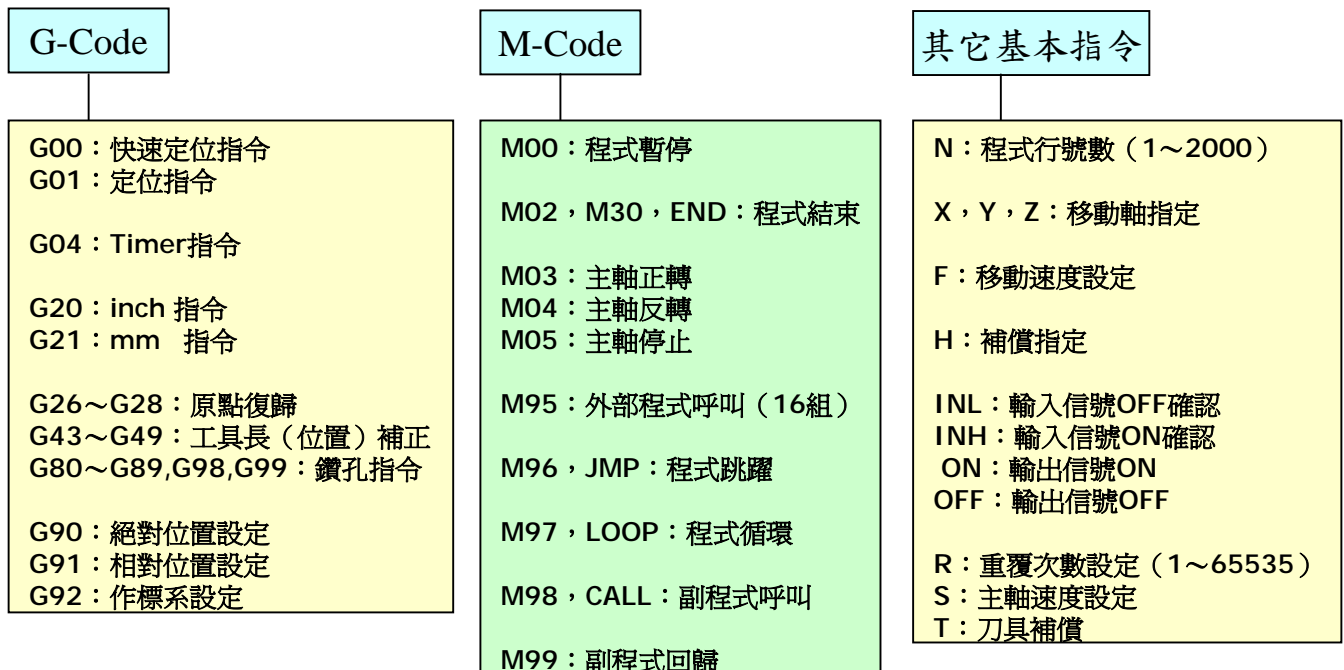 G-Code
G00：快速定位指令
G01：定位指令
G04：Timer指令
G20：inch 指令
G21：mm 指令
G26～G28：原點復歸
G43～G49：工具長（位置）補正
G80～G89,G98,G99：鑽孔指令
G90：絕對位置設定
G91：相對位置設定
G92：作標系設定
M-Code
M00：程式暫停
M02，M30，END：程式結束
M03：主軸正轉
M04：主軸反轉
M05：主軸停止
M95：外部程式呼叫（16組）
M96，JMP：程式跳躍
M97，LOOP：程式循環
M98，CALL：副程式呼叫
M99：副程式回歸
其它基本指令
N：程式行號數（1～2000）
X，Y，Z：移動軸指定
F：移動速度設定
H：補償指定
INL：輸入信號OFF確認
INH：輸入信號ON確認
ON：輸出信號ON
OFF：輸出信號OFF
R：重覆次數設定（1～65535）
S：主軸速度設定
T：刀具補償